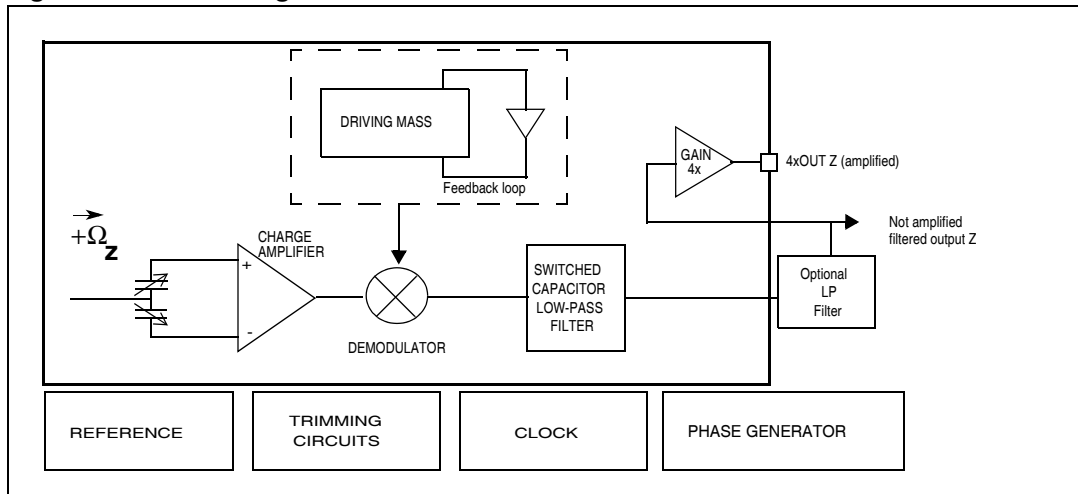 DRIVING MASS
Feedback loop
GAIN
4x
4xOUT Z (amplified)
Not amplified
filtered output Z
+Ω
z
CHARGE
AMPLIFIER
+
-
DEMODULATOR
SWITCHED
CAPACITOR
LOW-PASS
FILTER
Optional
LP
Filter
REFERENCE
TRIMMING
CIRCUITS
CLOCK
PHASE GENERATOR